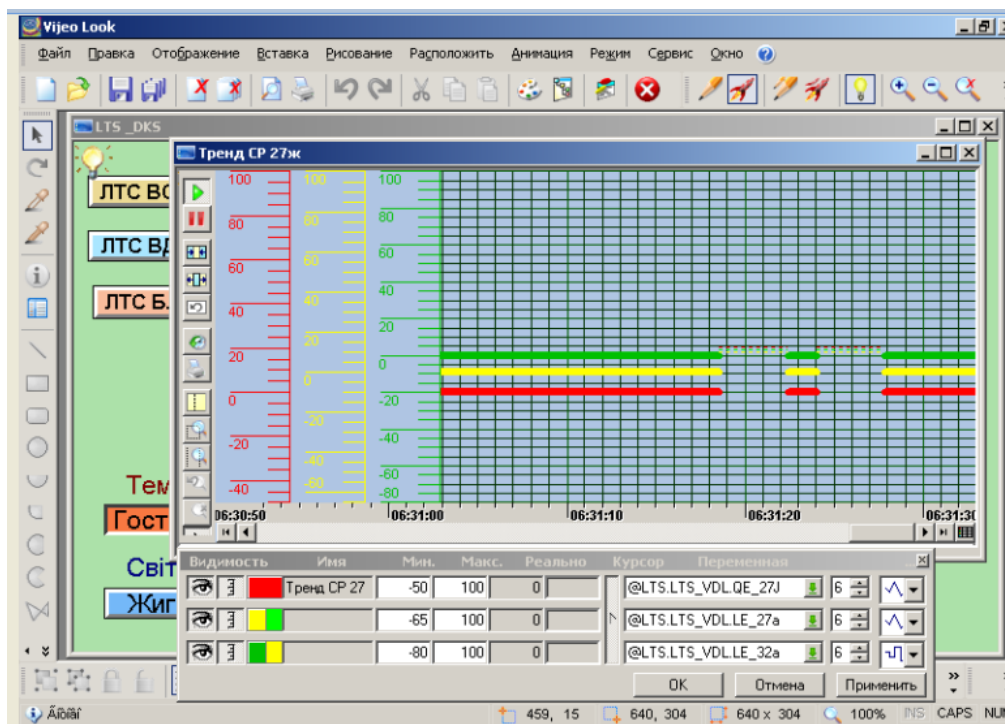 Vijeo Look
Файл Правка Отображение Вставка Рисование Расположить Анимация Режим Сервис Окно
LTS _DKS
Тренд СР 27ж
ЛТС ВО
ЛТС ВД
ЛТС Б.
Тем
Гост
Світ
Жиг
100 100 100
80 80 80
60 60 60
40 40 40
20 20 20
0 0 0
-20 -20 -20
-40 -40 -40
-60 -60
-80
06:30:50 06:31:00 06:31:10 06:31:20 06:31:30
Видимость Имя Мин. Макс. Реально Курсор Переменная
Тренд СР 27 -50 100 0 @LTS.LTS_VDL.QE_27J 6
-65 100 0 @LTS.LTS_VDL.LE_27a 6
-80 100 0 @LTS.LTS_VDL.LE_32a 6
OK Отмена Применить
Äîáîâî
459, 15 640, 304 640 x 304 100% INS CAPS NUM